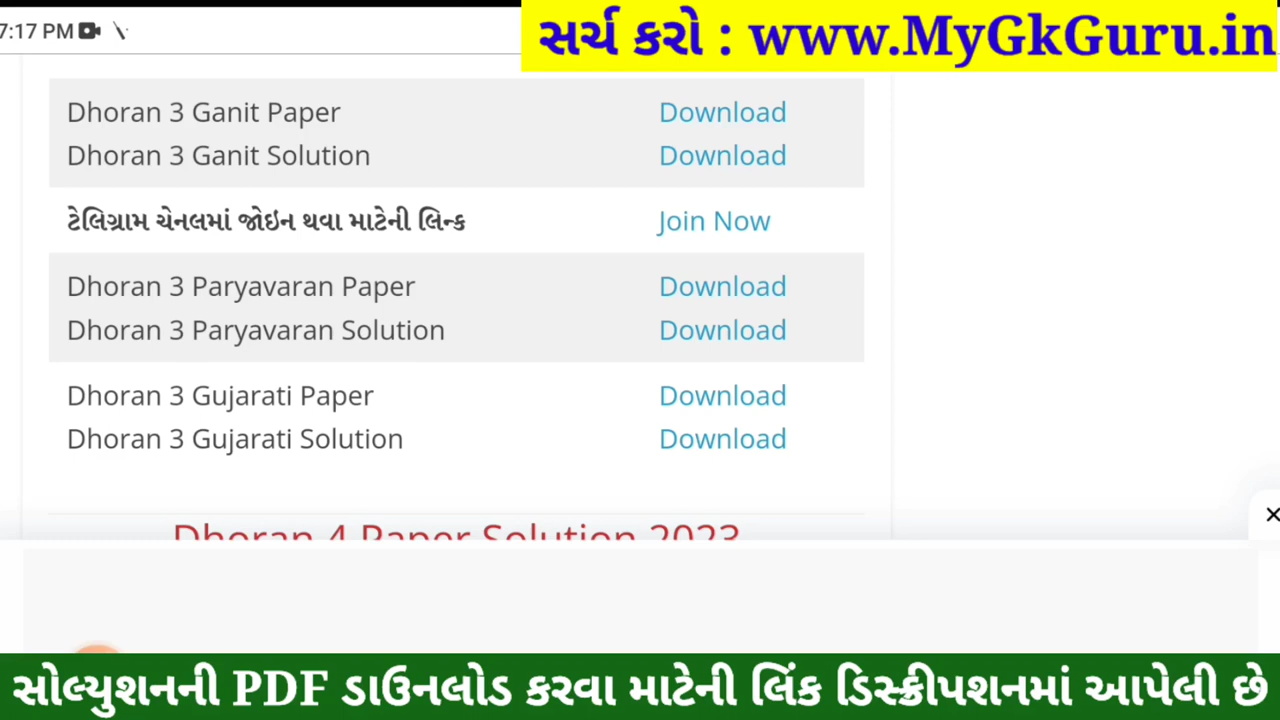 7:17 PM
સર્ચ કરો : www.MyGkGuru.in
Dhoran 3 Ganit Paper Download
Dhoran 3 Ganit Solution Download
ટેલિગ્રામ ચેનલમાં જોઇન થવા માટેની લિન્ક Join Now
Dhoran 3 Paryavaran Paper Download
Dhoran 3 Paryavaran Solution Download
Dhoran 3 Gujarati Paper Download
Dhoran 3 Gujarati Solution Download
Dhoran 4 Paper Solution 2023
સોલ્યુશનની PDF ડાઉનલોડ કરવા માટેની લિંક ડિસ્ક્રીપશનમાં આપેલી છે